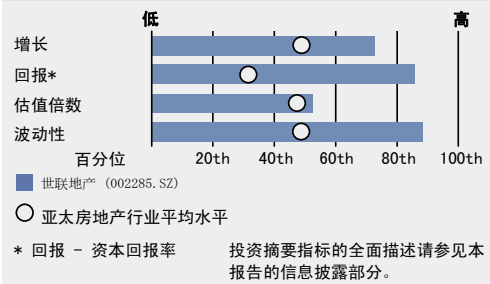 低 高
增长
回报*
估值倍数
波动性
百分位 20th 40th 60th 80th 100th
世联地产 (002285.SZ)
亚太房地产行业平均水平
* 回报 - 资本回报率 投资摘要指标的全面描述请参见本
报告的信息披露部分。